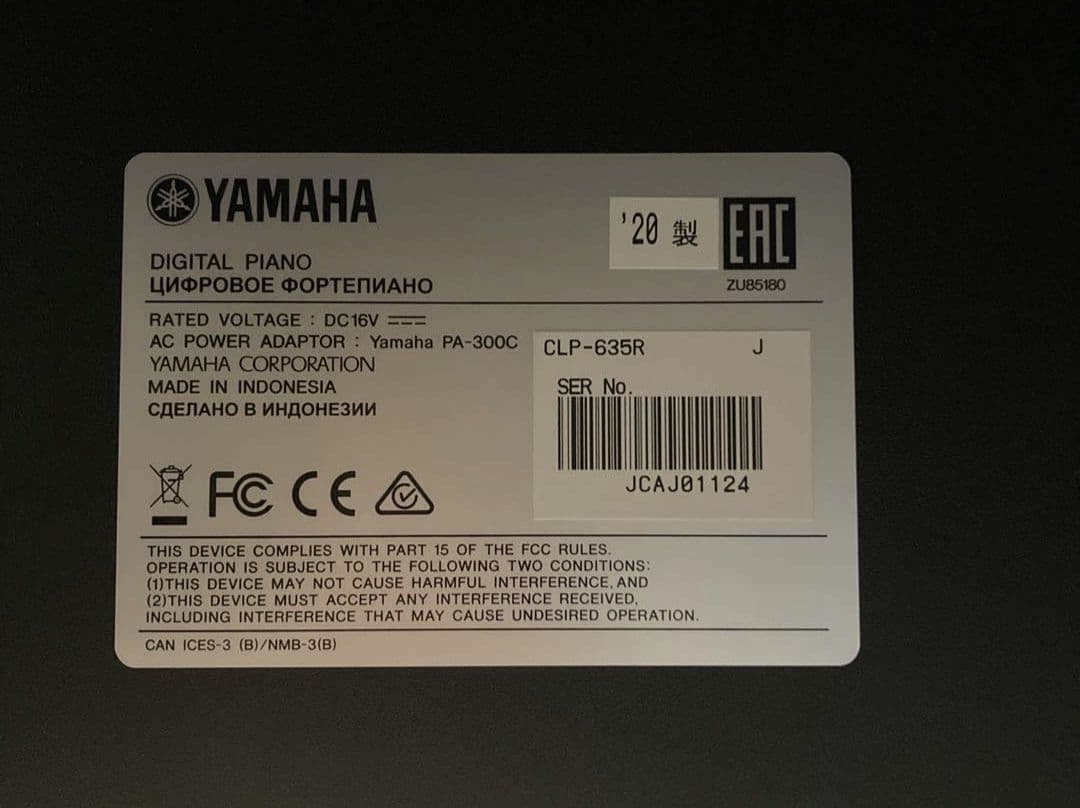 YAMAHA
'20 製
EAC
ZU85180
DIGITAL PIANO
ЦИФРОВОЕ ФОРТЕПИАНО
RATED VOLTAGE : DC16V
AC POWER ADAPTOR : Yamaha PA-300C
YAMAHA CORPORATION
MADE IN INDONESIA
СДЕЛАНО В ИНДОНЕЗИИ
CLP-635R J
SER No.
JCAJ01124
FC CE
THIS DEVICE COMPLIES WITH PART 15 OF THE FCC RULES.
OPERATION IS SUBJECT TO THE FOLLOWING TWO CONDITIONS:
(1)THIS DEVICE MAY NOT CAUSE HARMFUL INTERFERENCE, AND
(2)THIS DEVICE MUST ACCEPT ANY INTERFERENCE RECEIVED,
INCLUDING INTERFERENCE THAT MAY CAUSE UNDESIRED OPERATION.
CAN ICES-3 (B)/NMB-3(B)